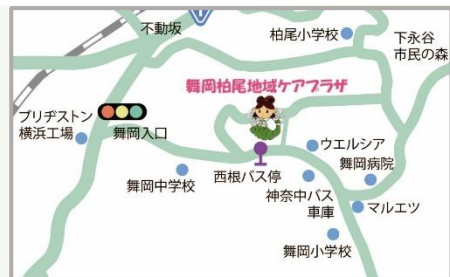 不動坂
柏尾小学校
下永谷
市民の森
舞岡柏尾地域ケアプラザ
ブリヂストン
横浜工場
舞岡入口
ウエルシア
舞岡病院
舞岡中学校
西根バス停
神奈中バス
車庫
マルエツ
舞岡小学校